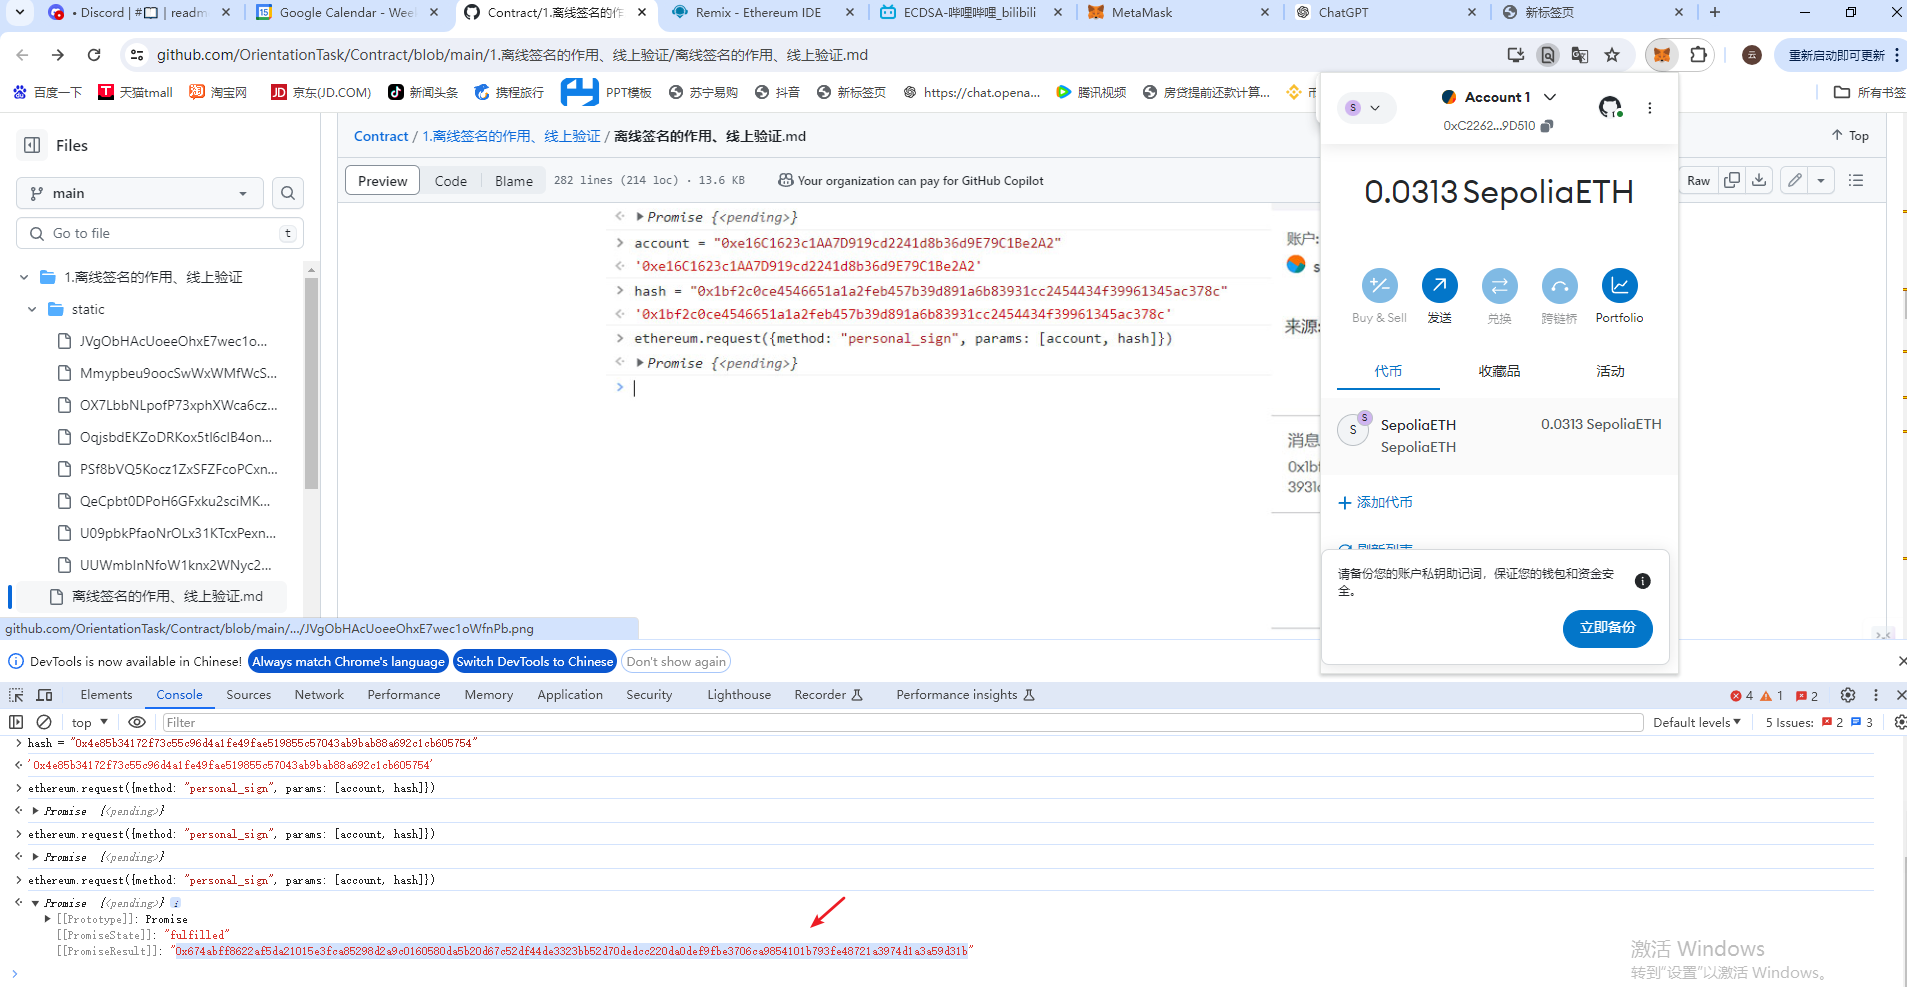 • Discord | #📖 | readm
Google Calendar - Wee
Contract/1.离线签名的作
Remix - Ethereum IDE
ECDSA-哔哩哔哩_bilibili
MetaMask
ChatGPT
新标签页
github.com/OrientationTask/Contract/blob/main/1.离线签名的作用、线上验证/离线签名的作用、线上验证.md
重新启动即可更新
百度一下
天猫tmall
淘宝网
京东(JD.COM)
新闻头条
携程旅行
PPT模板
苏宁易购
抖音
新标签页
https://chat.opena...
腾讯视频
房贷提前还款计算...
所有书签
Files
main
Go to file
t
1.离线签名的作用、线上验证
static
JVgObHAcUoeeOhxE7wec1o...
Mmypbeu9oocSwWxWMfWcS...
OX7LbbNLpofP73xphXWca6cz...
OqjsbdEKZoDRKox5tI6clB4on...
PSf8bVQ5Kocz1ZxSFZFcoPCxn...
QeCpbt0DPoH6GFxku2sciMK...
U09pbkPfaoNrOLx31KTcxPexn...
UUWmbInNfoW1knx2WNyc2...
离线签名的作用、线上验证.md
github.com/OrientationTask/Contract/blob/main/.../JVgObHAcUoeeOhxE7wec1oWfnPb.png
Contract / 1.离线签名的作用、线上验证 / 离线签名的作用、线上验证.md
Top
Preview
Code
Blame
282 lines (214 loc) · 13.6 KB
Your organization can pay for GitHub Copilot
Raw
Promise {<pending>}
account = "0xe16C1623c1AA7D919cd2241d8b36d9E79C1Be2A2"
'0xe16C1623c1AA7D919cd2241d8b36d9E79C1Be2A2'
hash = "0x1bf2c0ce4546651a1a2feb457b39d891a6b83931cc2454434f39961345ac378c"
'0x1bf2c0ce4546651a1a2feb457b39d891a6b83931cc2454434f39961345ac378c'
ethereum.request({method: "personal_sign", params: [account, hash]})
Promise {<pending>}
账户:
来源:
消息
0x1bf
3931c
S
Account 1
0xC2262...9D510
0.0313 SepoliaETH
Buy & Sell
发送
兑换
跨链桥
Portfolio
代币
收藏品
活动
S
S
SepoliaETH
0.0313 SepoliaETH
SepoliaETH
添加代币
刷新列表
请备份您的账户私钥助记词，保证您的钱包和资金安全。
立即备份
DevTools is now available in Chinese!
Always match Chrome's language
Switch DevTools to Chinese
Don't show again
Elements
Console
Sources
Network
Performance
Memory
Application
Security
Lighthouse
Recorder
Performance insights
4
1
2
top
Filter
Default levels
5 Issues:
2
3
hash = "0x4e85b34172f73c55c96d4a1fe49fae519855c57043ab9bab88a692c1cb605754"
'0x4e85b34172f73c55c96d4a1fe49fae519855c57043ab9bab88a692c1cb605754'
ethereum.request({method: "personal_sign", params: [account, hash]})
Promise {<pending>}
ethereum.request({method: "personal_sign", params: [account, hash]})
Promise {<pending>}
ethereum.request({method: "personal_sign", params: [account, hash]})
Promise {<pending>}
[[Prototype]]: Promise
[[PromiseState]]: "fulfilled"
[[PromiseResult]]: "0x674abff8622af5da21015e3fca85298d2a9c0160580da5b20d67c52df44de3323bb52d70dedcc220da0def9fbe3706ca9854101b793fe48721a3974d1a3a59d31b"
激活 Windows
转到"设置"以激活 Windows。